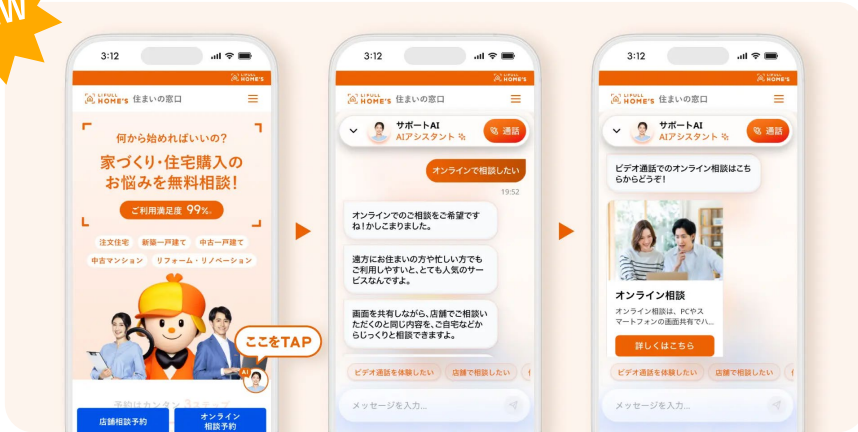 W
3:12
LIFULL HOME'S
LIFULL HOME'S 住まいの窓口
何から始めればいいの?
家づくり・住宅購入の
お悩みを無料相談!
ご利用満足度 99%
注文住宅 新築一戸建て 中古一戸建て
中古マンション リフォーム・リノベーション
ここをTAP
AI
予約はカンタン 3ステップ
店舗相談予約
オンライン
相談予約
3:12
LIFULL HOME'S
LIFULL HOME'S 住まいの窓口
サポートAI
AIアシスタント
通話
オンラインで相談したい
19:52
オンラインでのご相談をご希望です
ね!かしこまりました。
遠方にお住まいの方や忙しい方でも
ご利用しやすいと、とても人気のサー
ビスなんですよ。
画面を共有しながら、店舗でご相談い
ただくのと同じ内容を、ご自宅などか
らじっくりと相談できますよ。
ビデオ通話を体験したい 店舗で相談したい
メッセージを入力...
3:12
LIFULL HOME'S
LIFULL HOME'S 住まいの窓口
サポートAI
AIアシスタント
通話
ビデオ通話でのオンライン相談はこち
らからどうぞ!
オンライン相談
オンライン相談は、PCやス
マートフォンの画面共有でハ...
詳しくはこちら
ビデオ通話を体験したい 店舗で相談したい
メッセージを入力...